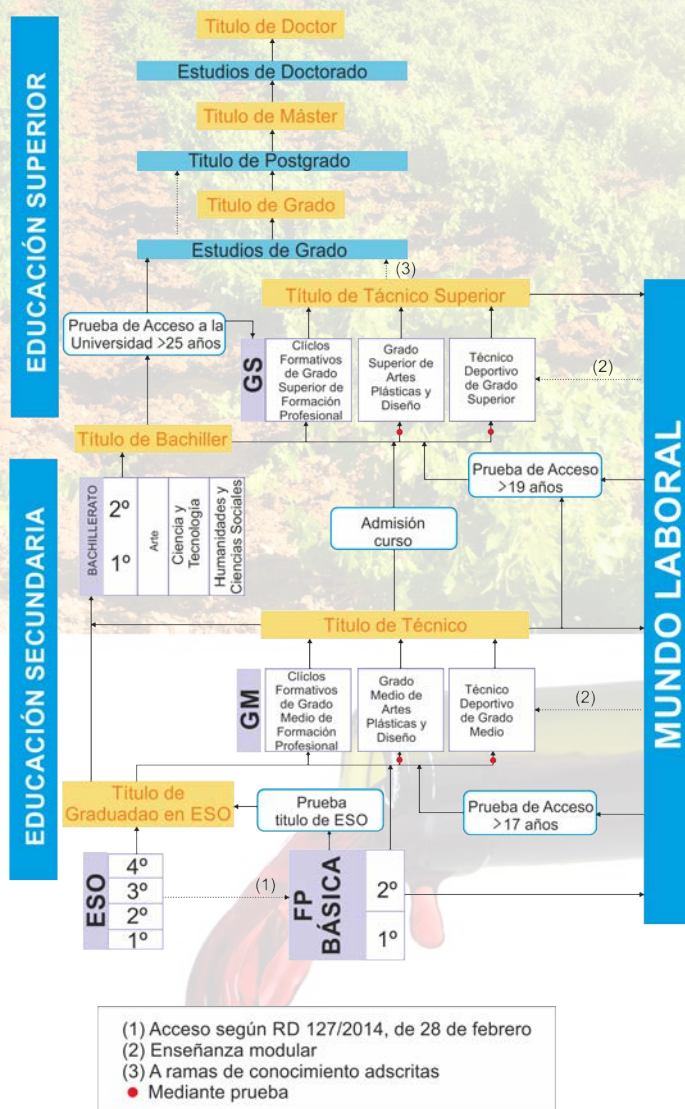 EDUCACIÓN SUPERIOR
Titulo de Doctor
Estudios de Doctorado
Titulo de Máster
Titulo de Postgrado
Titulo de Grado
Estudios de Grado
(3)
Título de Técnico Superior
Prueba de Acceso a la
Universidad >25 años
GS
Clíclos
Formativos
de Grado
Superior de
Formación
Profesional
Grado
Superior de
Artes
Plásticas y
Diseño
Técnico
Deportivo
de Grado
Superior
(2)
MUNDO LABORAL
Título de Bachiller
Prueba de Acceso
>19 años
EDUCACIÓN SECUNDARIA
BACHILLERATO
2º
1º
Arte
Ciencia y
Tecnología
Humanidades y
Ciencias Sociales
Admisión
curso
Título de Técnico
GM
Clíclos
Formativos
de Grado
Medio de
Formación
Profesional
Grado
Medio de
Artes
Plásticas y
Diseño
Técnico
Deportivo
de Grado
Medio
(2)
Título de
Graduadao en ESO
Prueba
titulo de ESO
Prueba de Acceso
>17 años
ESO
4º
3º
2º
1º
(1)
FP
BÁSICA
2º
1º
(1) Acceso según RD 127/2014, de 28 de febrero
(2) Enseñanza modular
(3) A ramas de conocimiento adscritas
Mediante prueba